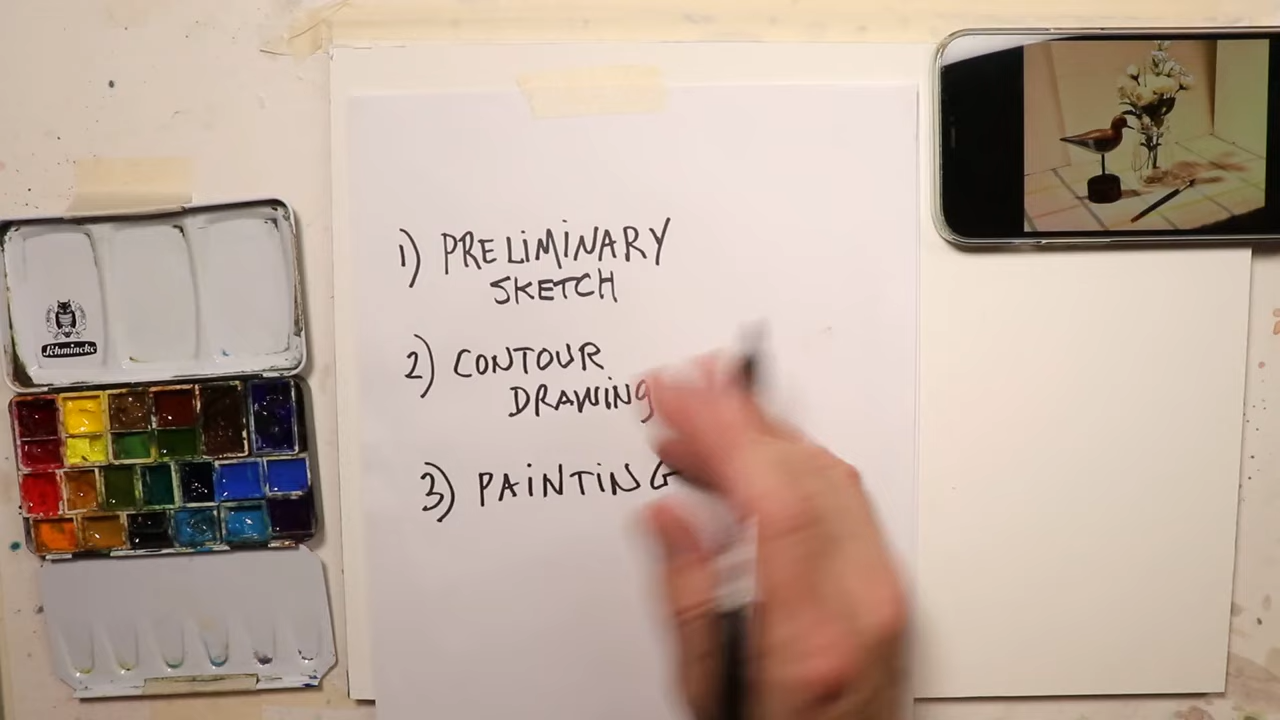 1) PRELIMINARY
SKETCH
2) CONTOUR
DRAWING
3) PAINTING
Schmincke